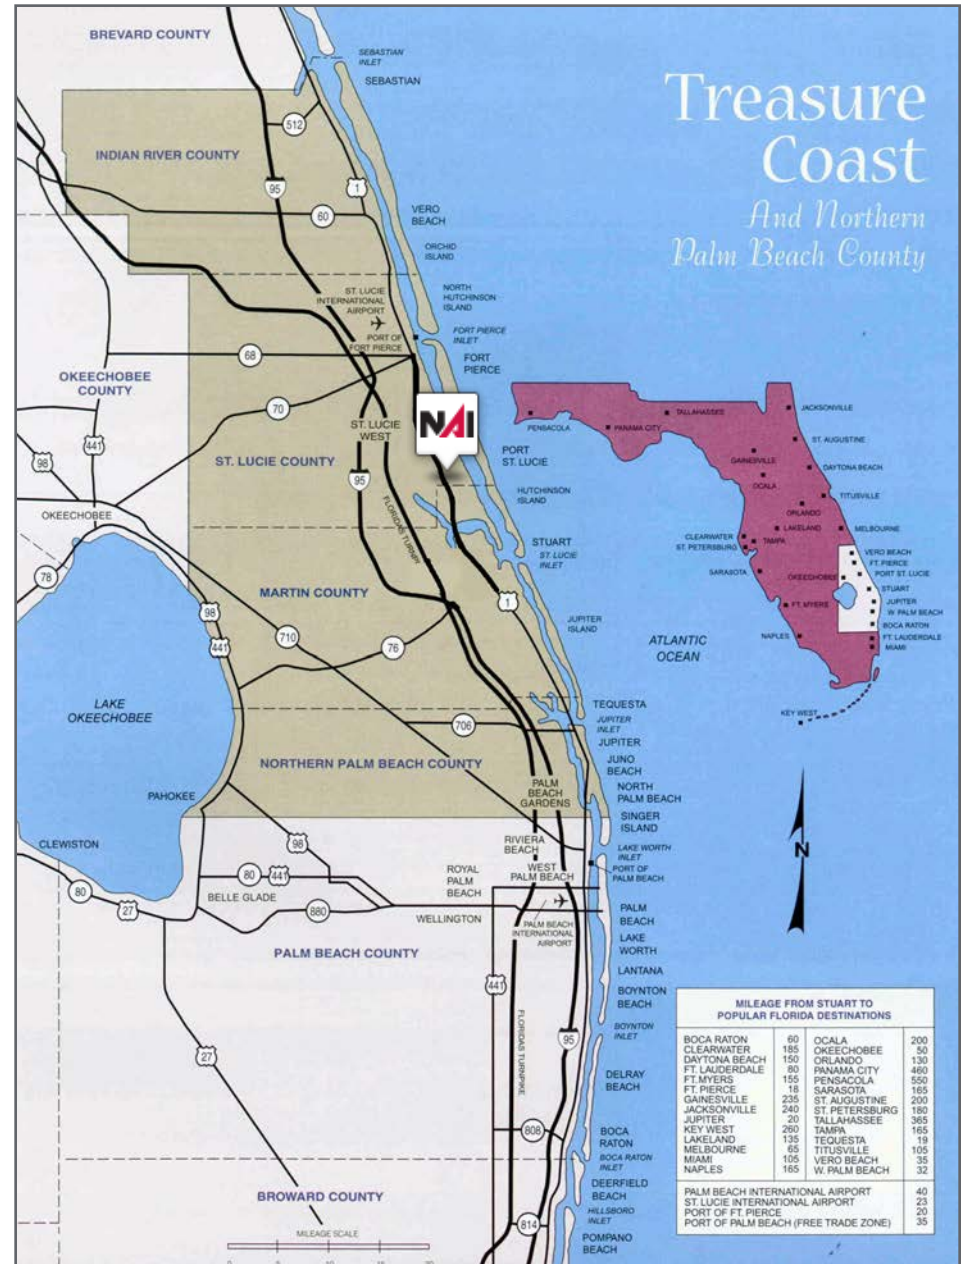 BREVARD COUNTY
SEBASTIAN
INLET
SEBASTIAN
Treasure
Coast
And Northern
Palm Beach County
512
INDIAN RIVER COUNTY
95
1
60
VERO
BEACH
ORCHID
ISLAND
ST. LUCIE
INTERNATIONAL
AIRPORT
NORTH
HUTCHINSON
ISLAND
PORT OF
FORT PIERCE
FORT PIERCE
INLET
68
FORT
PIERCE
OKEECHOBEE
COUNTY
70
ST. LUCIE
WEST
NAI
441
98
ST. LUCIE COUNTY
95
PORT
ST. LUCIE
HUTCHINSON
ISLAND
OKEECHOBEE
FLORIDAS TURNP
STUART
ST. LUCIE
INLET
78
MARTIN COUNTY
98
1
441
710
76
JUPITER
ISLAND
ATLANTIC
OCEAN
LAKE
OKEECHOBEE
TEQUESTA
706
JUPITER
INLET
JUPITER
NORTHERN PALM BEACH COUNTY
JUNO
BEACH
PAHOKEE
PALM
BEACH
GARDENS
NORTH
PALM BEACH
SINGER
ISLAND
CLEWISTON
98
RIVIERA
BEACH
LAKE WORTH
INLET
ROYAL
PALM
BEACH
WEST
PALM BEACH
PORT OF
PALM BEACH
80
27
80
441
BELLE GLADE
880
WELLINGTON
PALM BEACH
INTERNATIONAL
AIRPORT
PALM
BEACH
LAKE
WORTH
PALM BEACH COUNTY
LANTANA
441
BOYNTON
BEACH
FLORIDAS TURNPIKE
95
BOYNTON
INLET
27
DELRAY
BEACH
808
BOCA
RATON
BOCA RATON
INLET
BROWARD COUNTY
DEERFIELD
BEACH
814
HILLSBORO
INLET
MILEAGE SCALE
POMPANO
BEACH
PENSACOLA
TALLAHASSEE
JACKSONVILLE
PANAMA CITY
ST. AUGUSTINE
GAINESVILLE
DAYTONA BEACH
OCALA
TITUSVILLE
ORLANDO
LAKELAND
MELBOURNE
CLEARWATER
TAMPA
ST. PETERSBURG
VERO BEACH
FT. PIERCE
SARASOTA
OKEECHOBEE
PORT ST. LUCIE
STUART
FT. MYERS
JUPITER
W. PALM BEACH
BOCA RATON
NAPLES
FT. LAUDERDALE
MIAMI
KEY WEST
N
MILEAGE FROM STUART TO
POPULAR FLORIDA DESTINATIONS
BOCA RATON 60 OCALA 200
CLEARWATER 185 OKEECHOBEE 50
DAYTONA BEACH 150 ORLANDO 130
FT. LAUDERDALE 80 PANAMA CITY 460
FT.MYERS 155 PENSACOLA 550
FT. PIERCE 18 SARASOTA 165
GAINESVILLE 235 ST. AUGUSTINE 200
JACKSONVILLE 240 ST. PETERSBURG 180
JUPITER 20 TALLAHASSEE 365
KEY WEST 260 TAMPA 165
LAKELAND 135 TEQUESTA 19
MELBOURNE 65 TITUSVILLE 105
MIAMI 105 VERO BEACH 35
NAPLES 165 W. PALM BEACH 32
PALM BEACH INTERNATIONAL AIRPORT 40
ST. LUCIE INTERNATIONAL AIRPORT 23
PORT OF FT. PIERCE 20
PORT OF PALM BEACH (FREE TRADE ZONE) 35